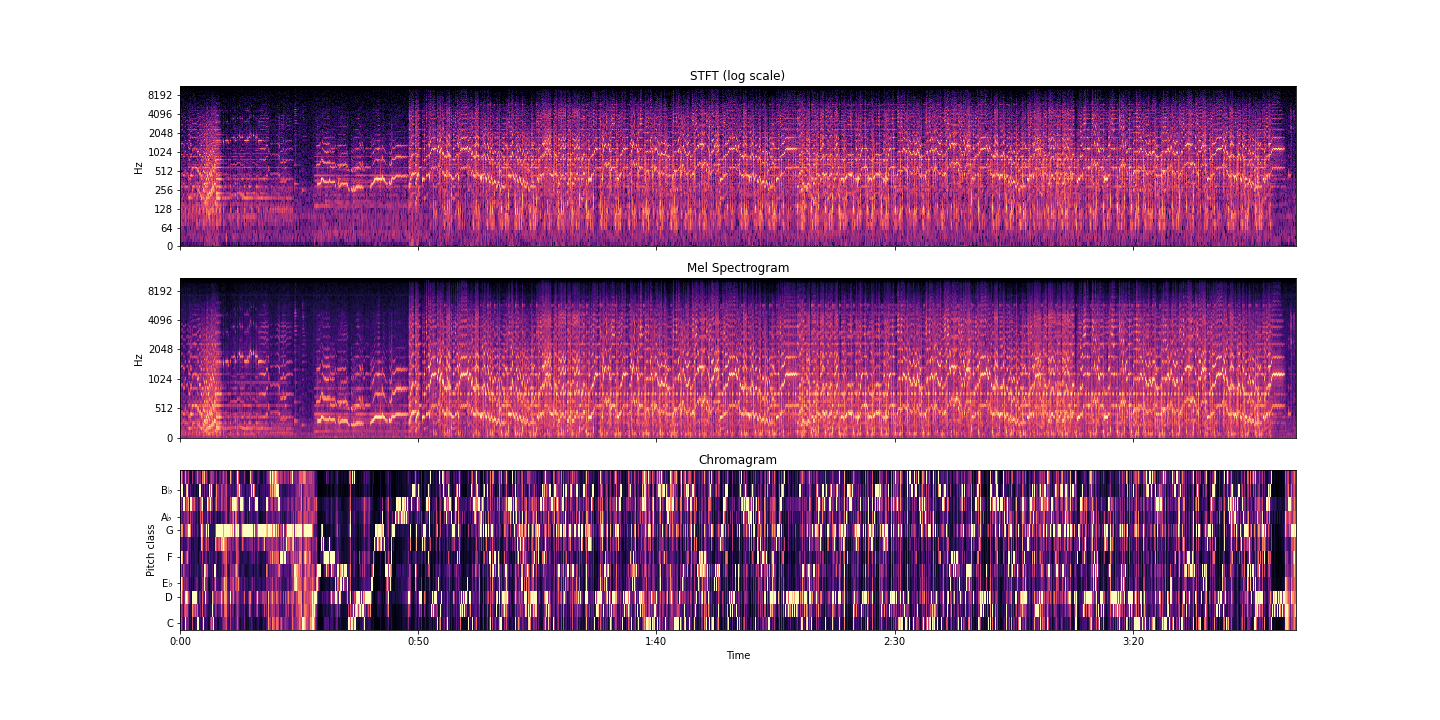 STFT (log scale)
8192
4096
2048
1024
512
256
128
64
0
Hz
Mel Spectrogram
8192
4096
2048
1024
512
0
Hz
Chromagram
B♭
A♭
G
F
E♭
D
C
Pitch class
0:00
0:50
1:40
2:30
3:20
Time